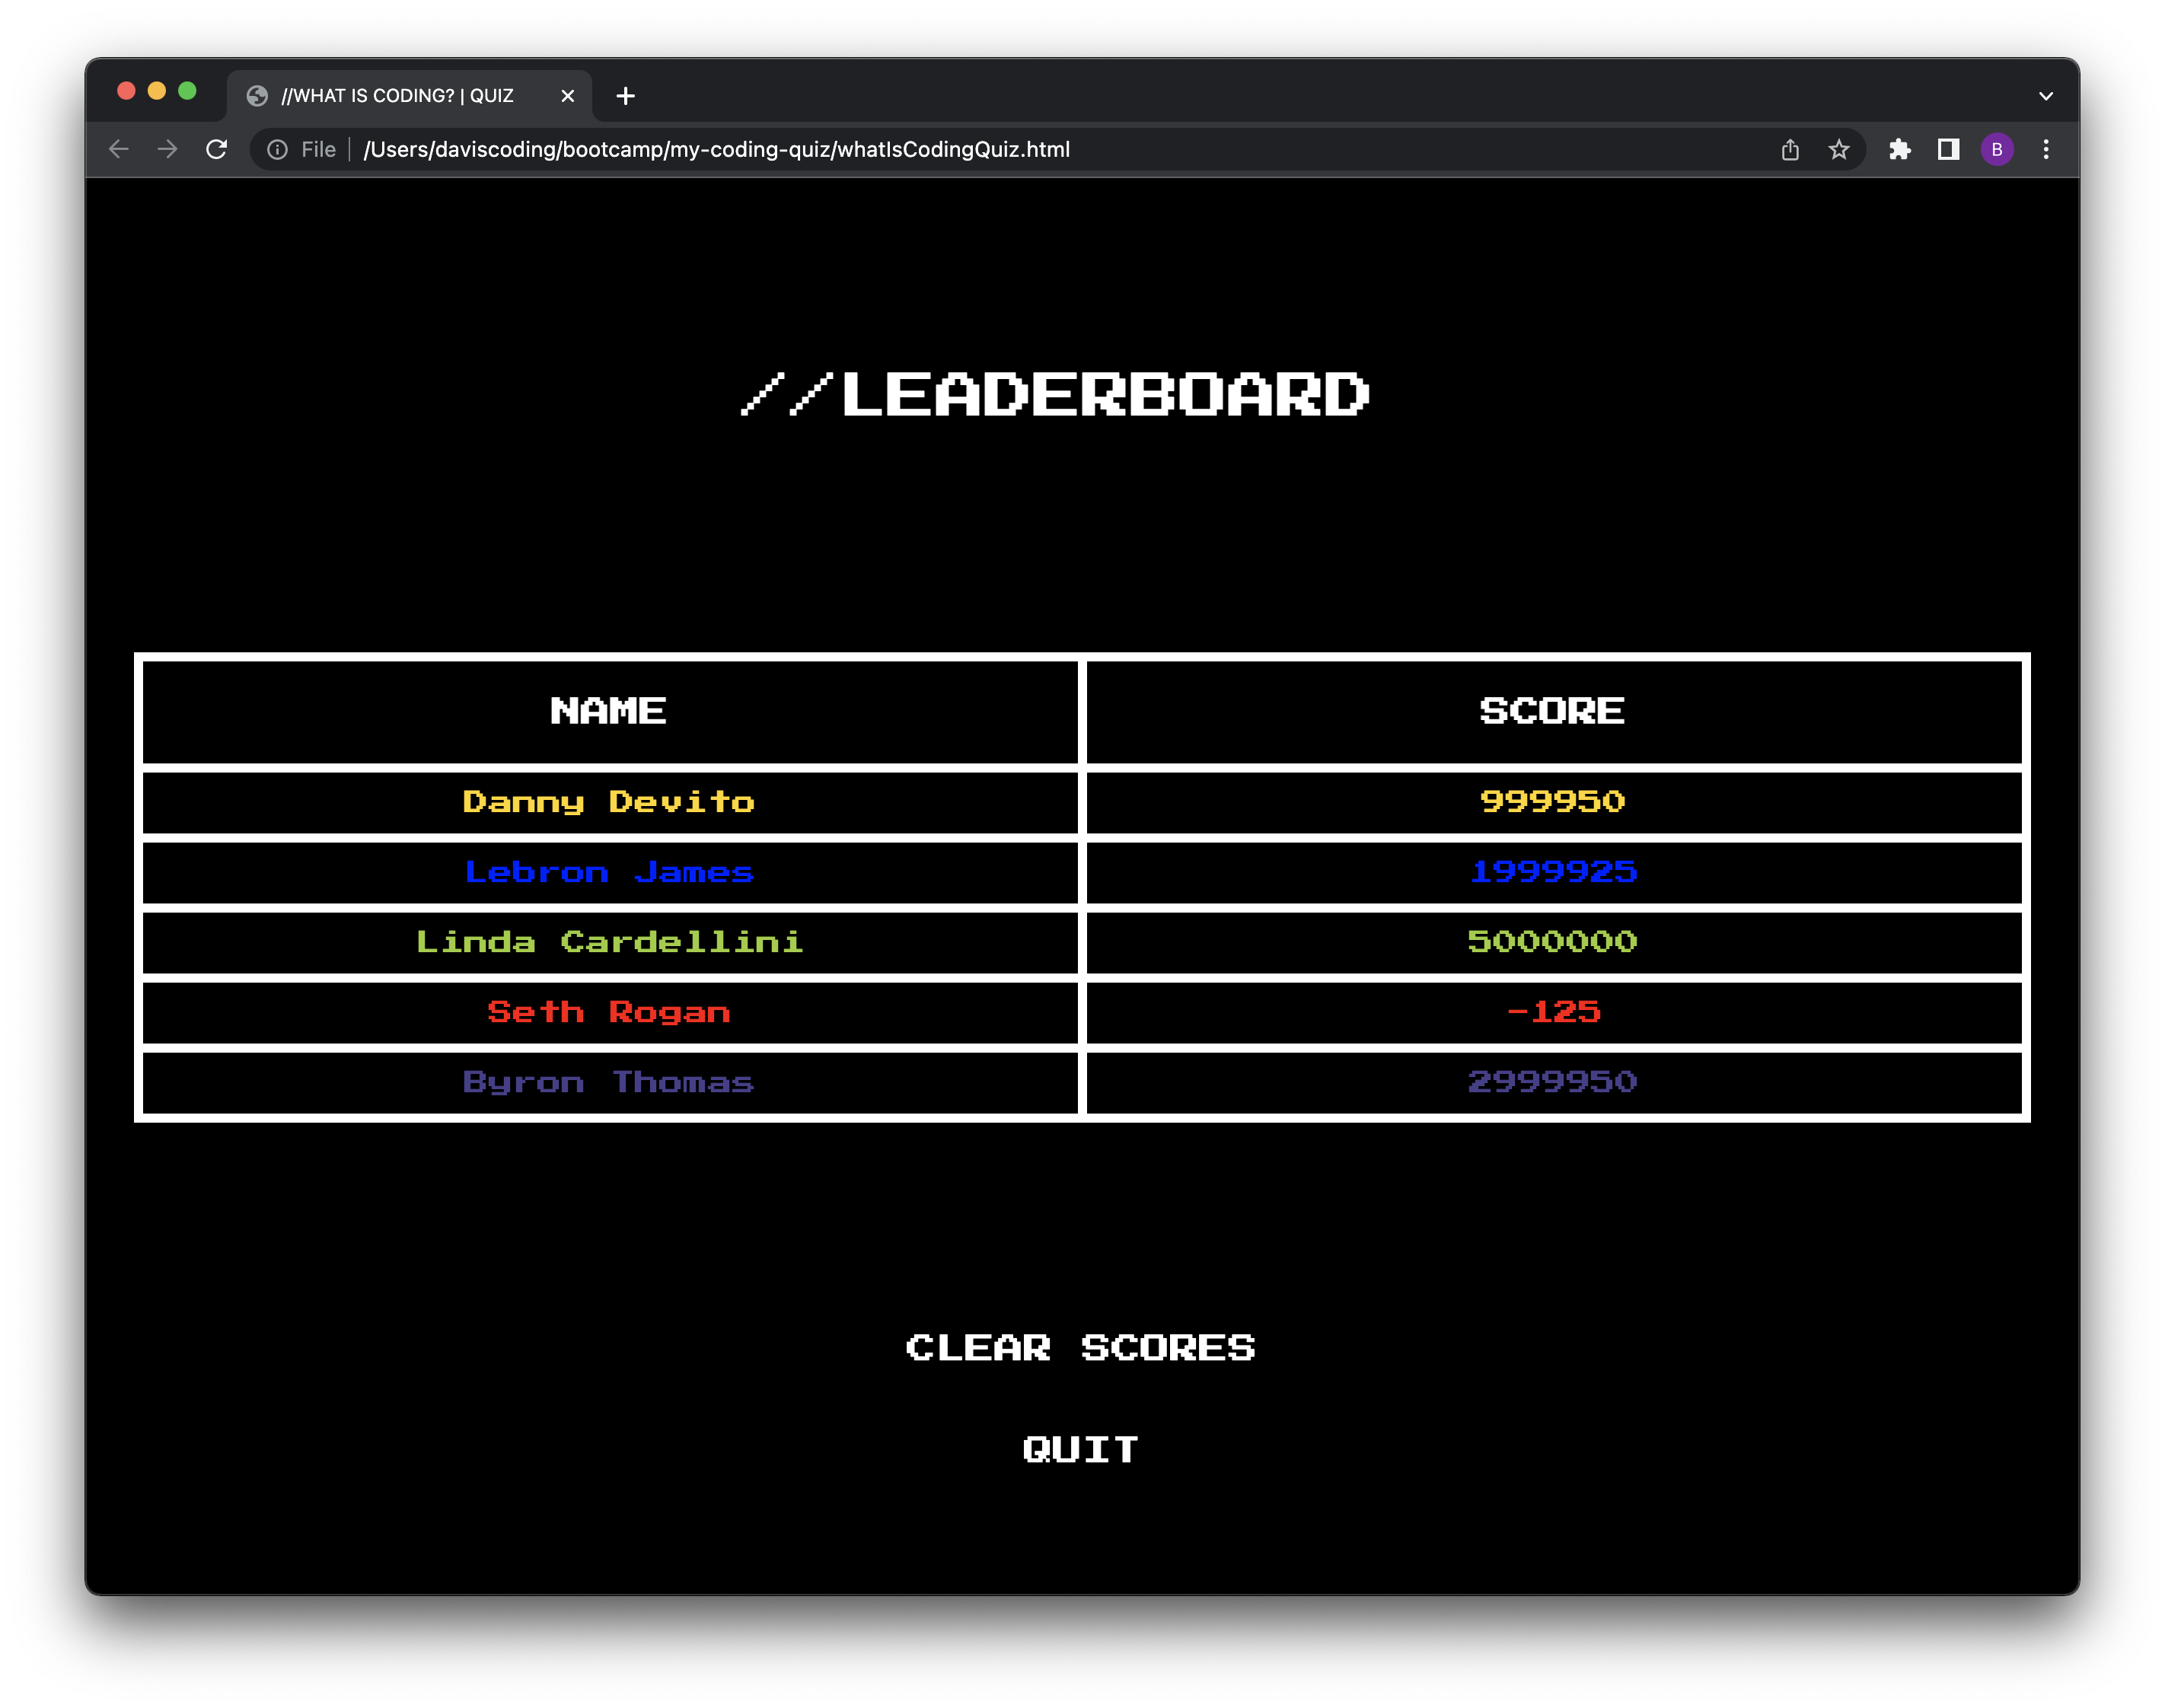 //WHAT IS CODING? | QUIZ
File /Users/daviscoding/bootcamp/my-coding-quiz/whatIsCodingQuiz.html B
//LEADERBOARD
NAME SCORE
Danny Devito 999950
Lebron James 1999925
Linda Cardellini 5000000
Seth Rogan -125
Byron Thomas 2999950
CLEAR SCORES
QUIT